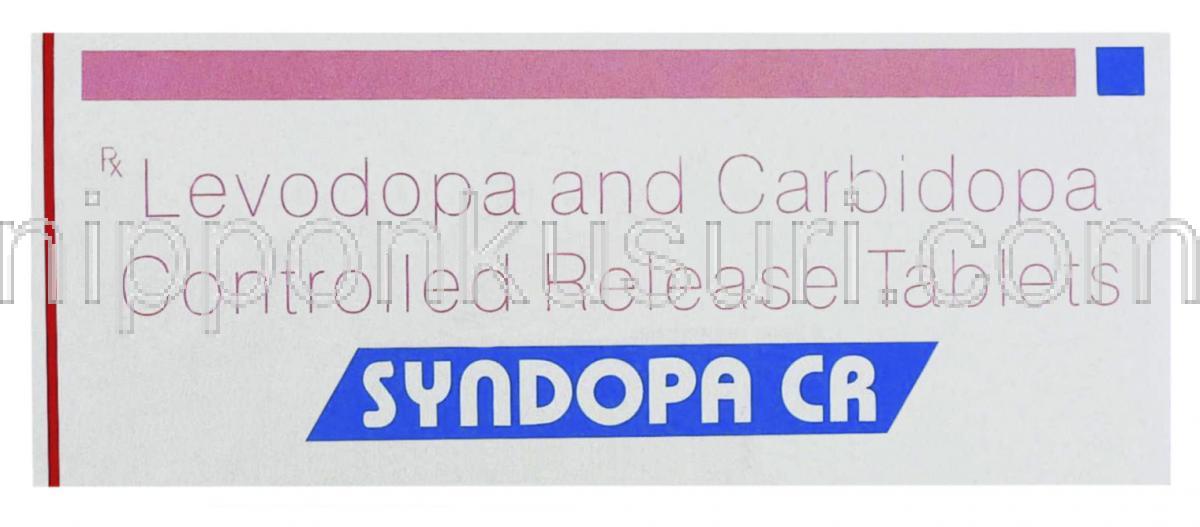 Rx Levodopa and Carbidopa
nipponkusuri.com
Controlled Release Tablets
SYNDOPA CR